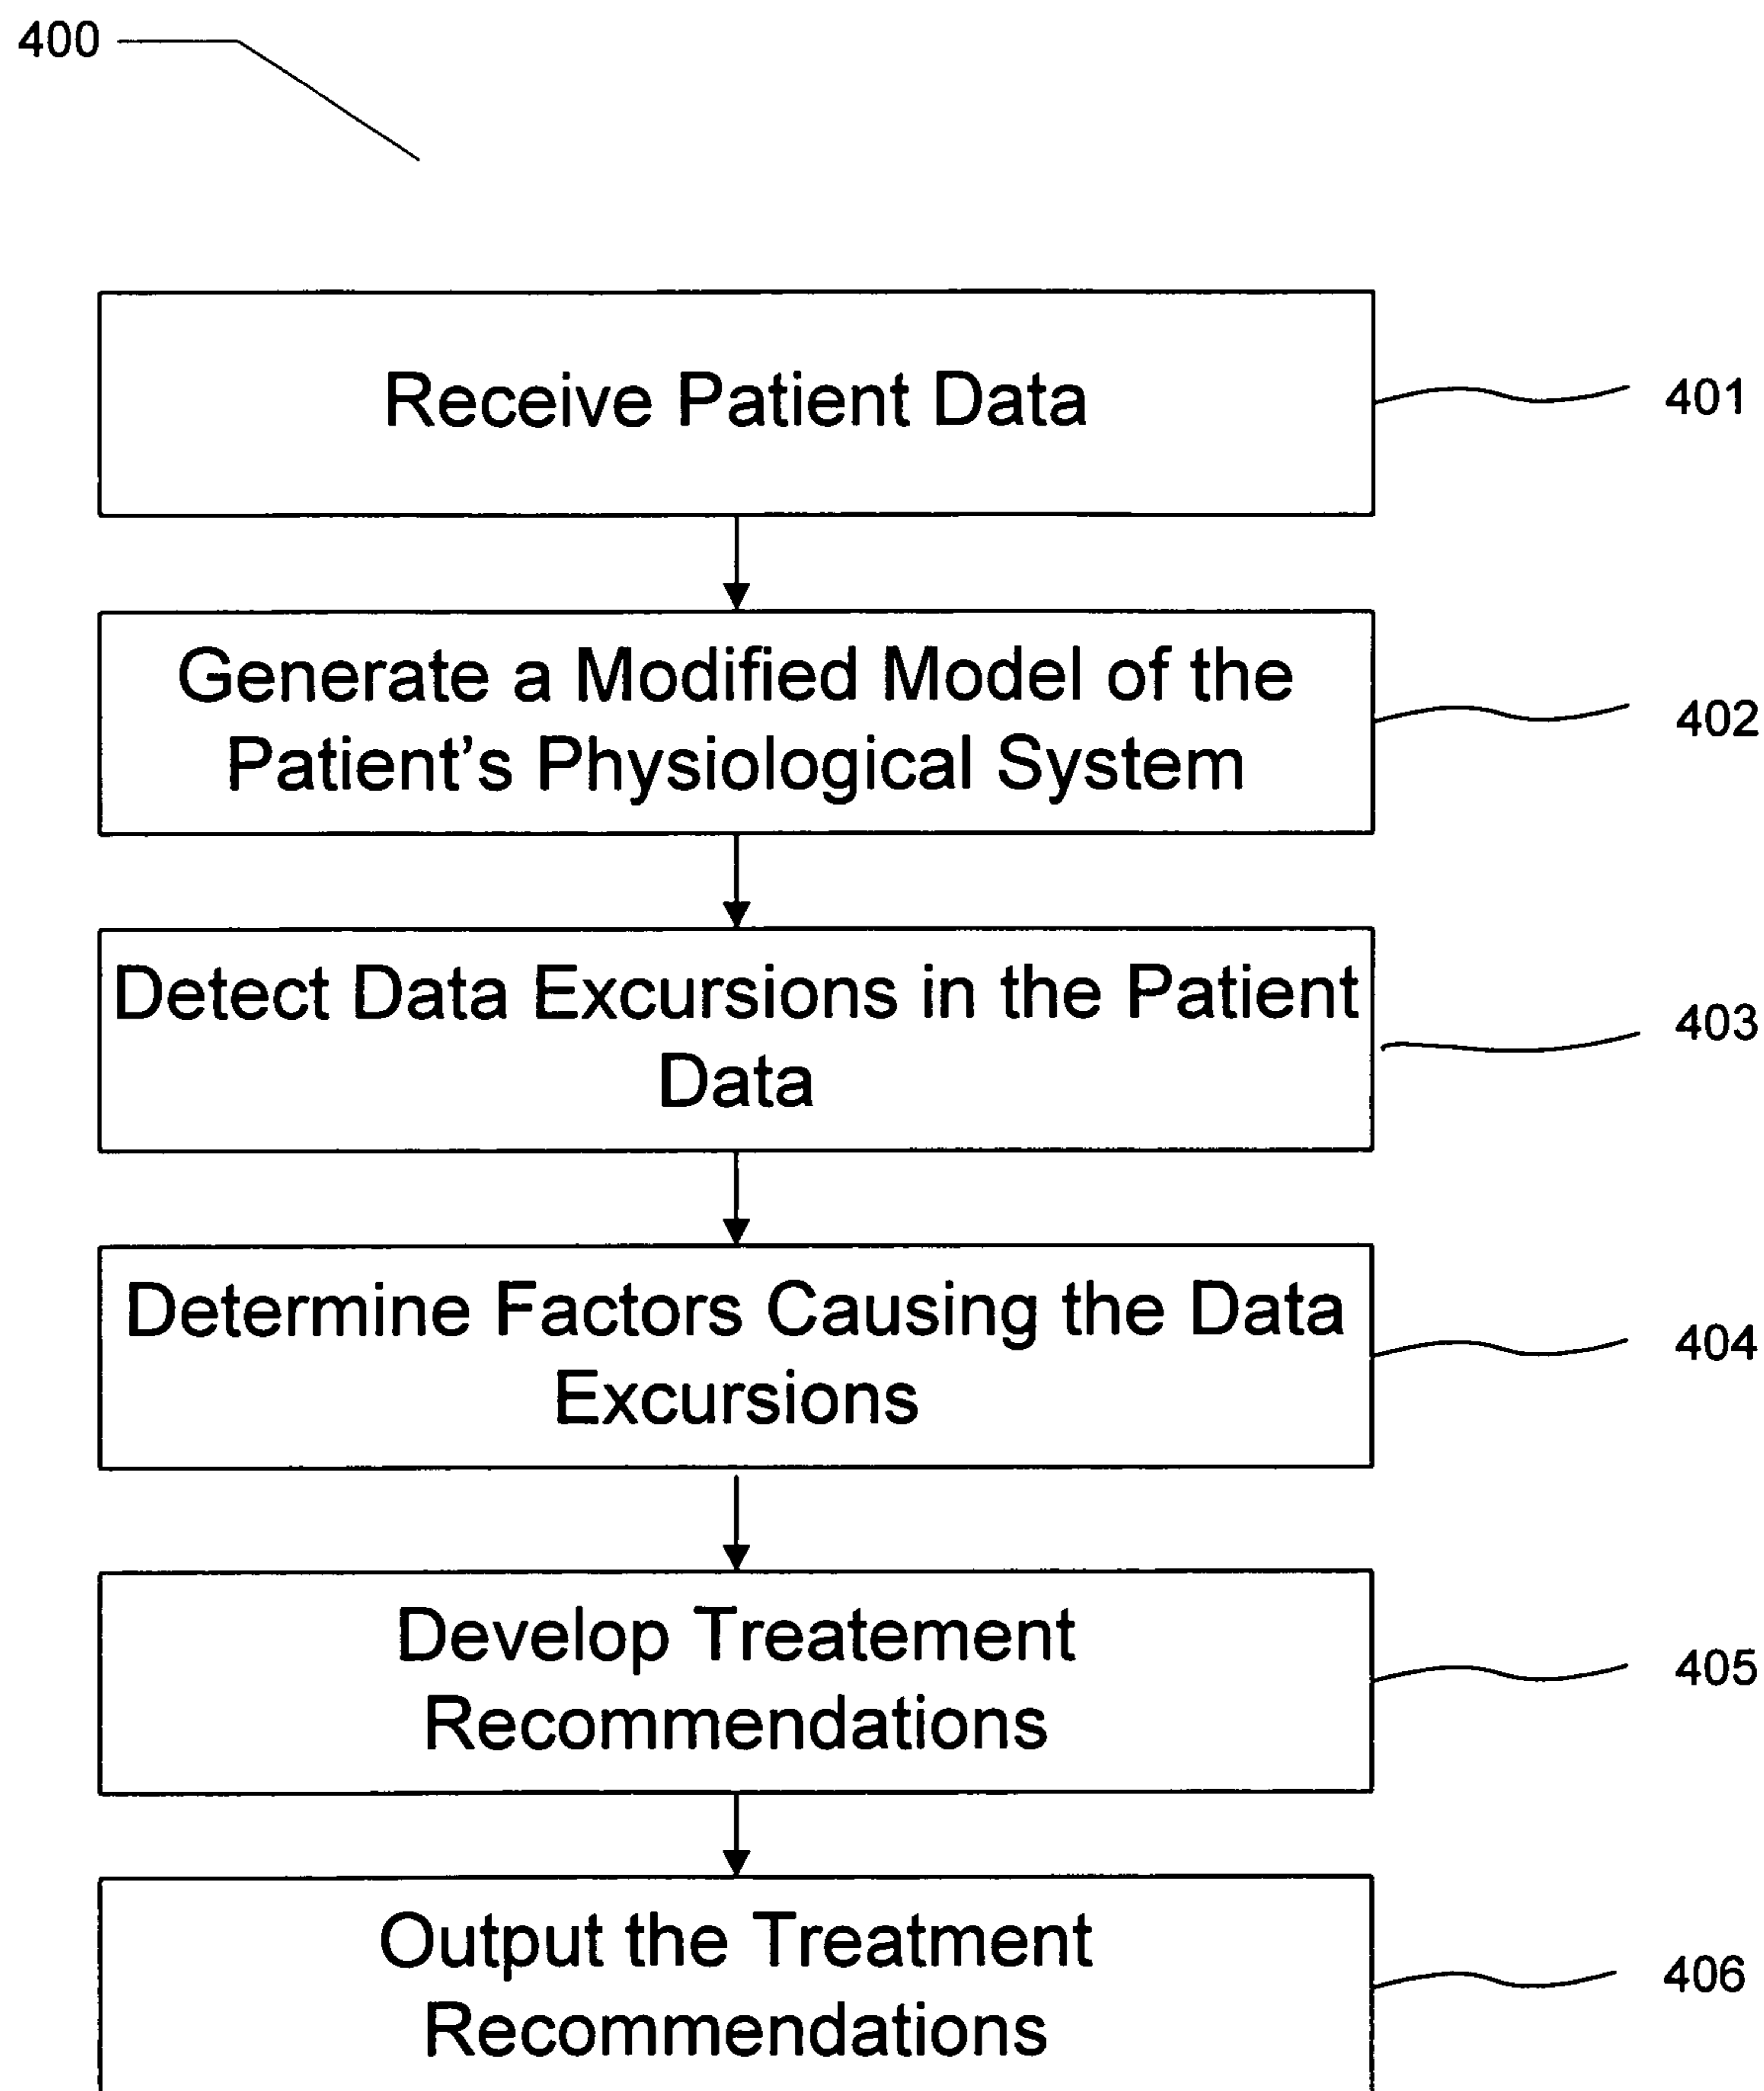 400
Receive Patient Data
401
Generate a Modified Model of the
Patient's Physiological System
402
Detect Data Excursions in the Patient
Data
403
Determine Factors Causing the Data
Excursions
404
Develop Treatement
Recommendations
405
Output the Treatment
Recommendations
406